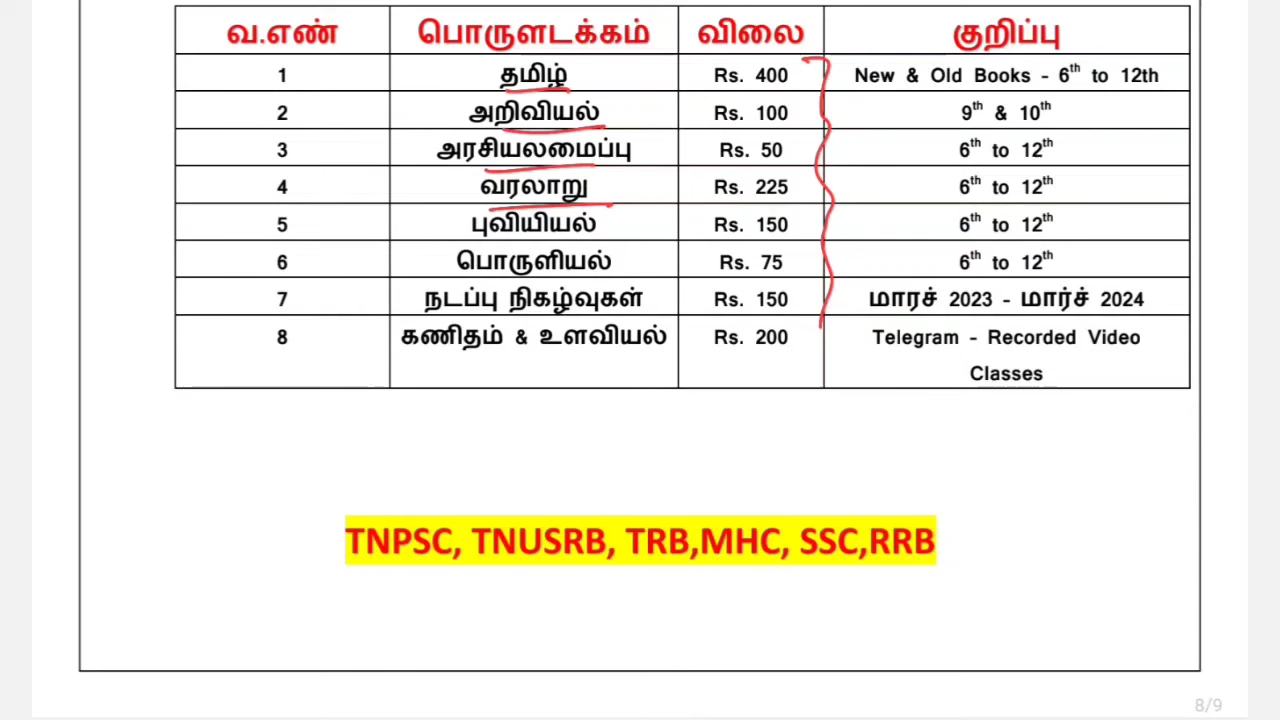 வ.எண் பொருளடக்கம் விலை குறிப்பு
1 தமிழ் Rs. 400 New & Old Books - 6th to 12th
2 அறிவியல் Rs. 100 9th & 10th
3 அரசியலமைப்பு Rs. 50 6th to 12th
4 வரலாறு Rs. 225 6th to 12th
5 புவியியல் Rs. 150 6th to 12th
6 பொருளியல் Rs. 75 6th to 12th
7 நடப்பு நிகழ்வுகள் Rs. 150 மாரச் 2023 - மார்ச் 2024
8 கணிதம் & உளவியல் Rs. 200 Telegram - Recorded Video
Classes
TNPSC, TNUSRB, TRB,MHC, SSC,RRB
8/9